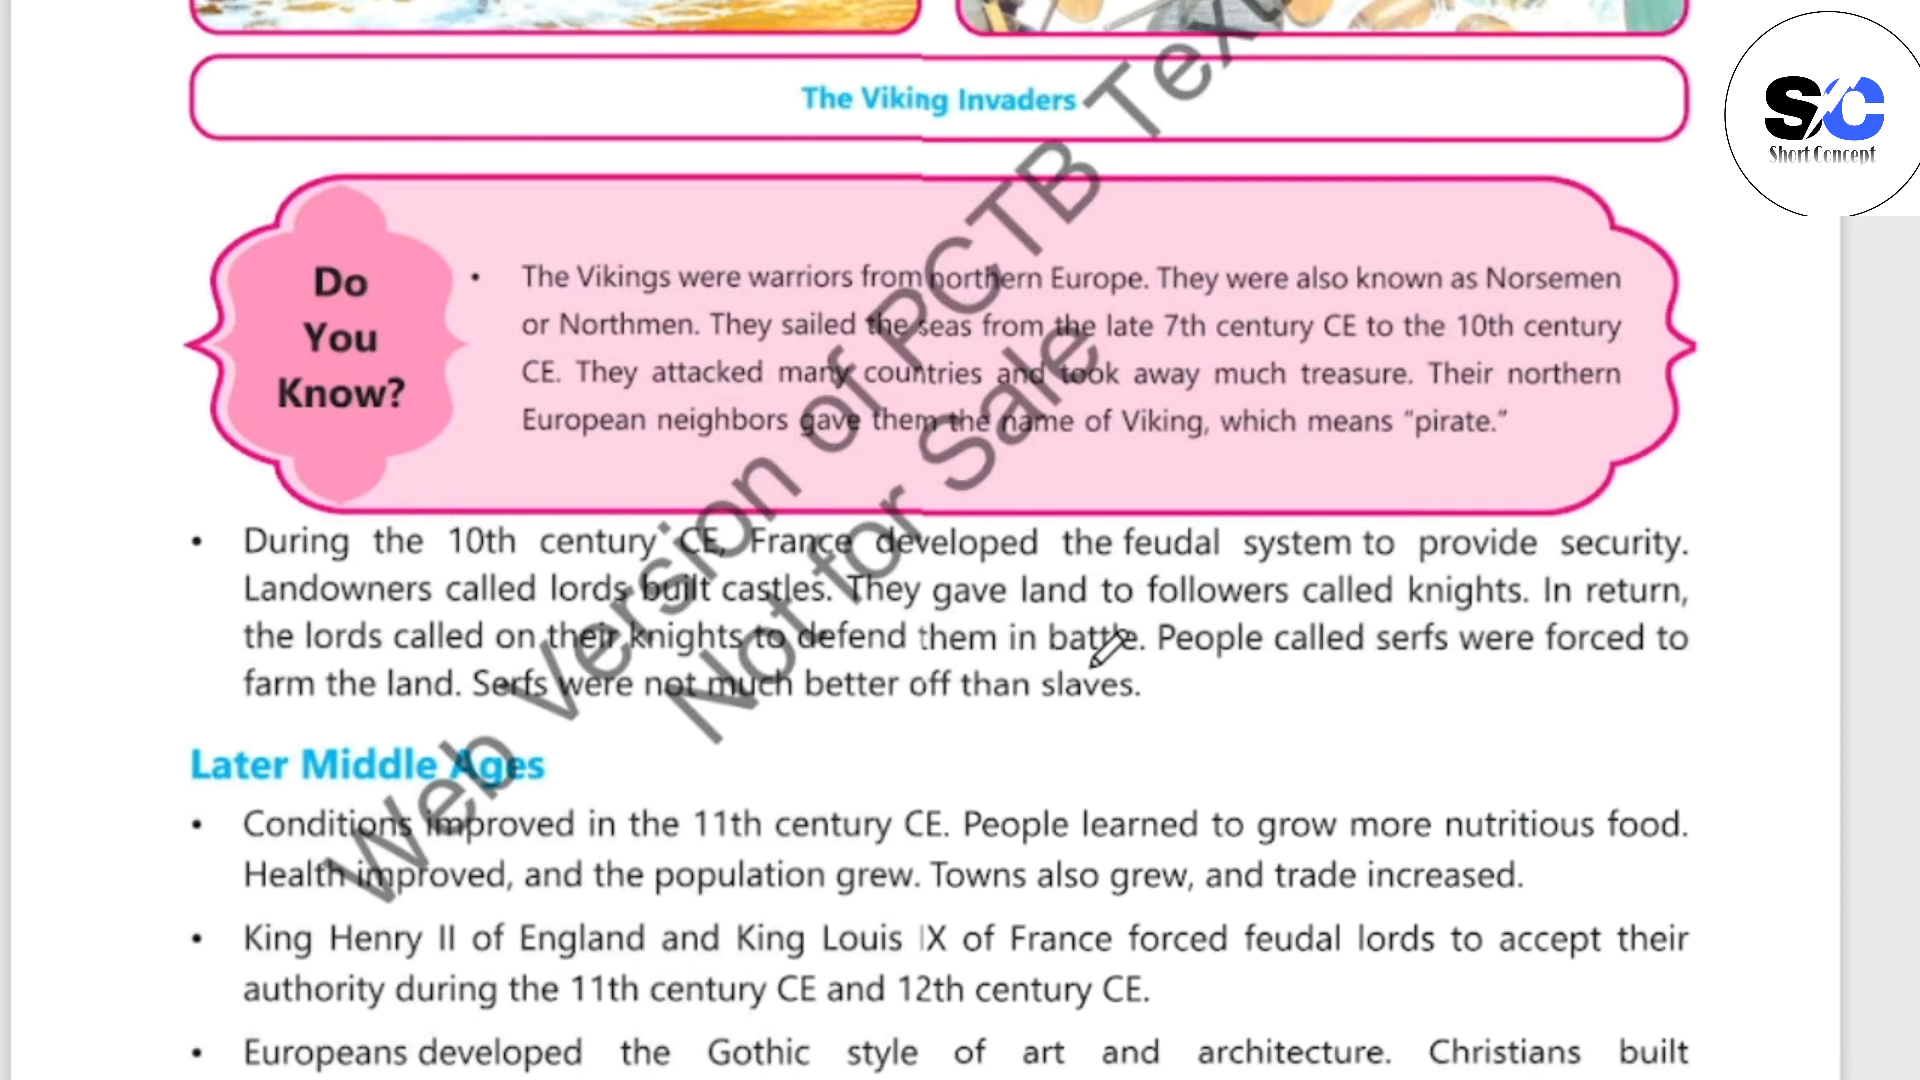 The Viking Invaders
SC
Short Concept
Do
You
Know?
• The Vikings were warriors from northern Europe. They were also known as Norsemen
or Northmen. They sailed the seas from the late 7th century CE to the 10th century
CE. They attacked many countries and took away much treasure. Their northern
European neighbors gave them the name of Viking, which means “pirate.”
• During the 10th century CE, France developed the feudal system to provide security.
Landowners called lords built castles. They gave land to followers called knights. In return,
the lords called on their knights to defend them in battle. People called serfs were forced to
farm the land. Serfs were not much better off than slaves.
Later Middle Ages
• Conditions improved in the 11th century CE. People learned to grow more nutritious food.
Health improved, and the population grew. Towns also grew, and trade increased.
• King Henry II of England and King Louis IX of France forced feudal lords to accept their
authority during the 11th century CE and 12th century CE.
• Europeans developed the Gothic style of art and architecture. Christians built
Web Version of PCTB Tex
Not for Sale